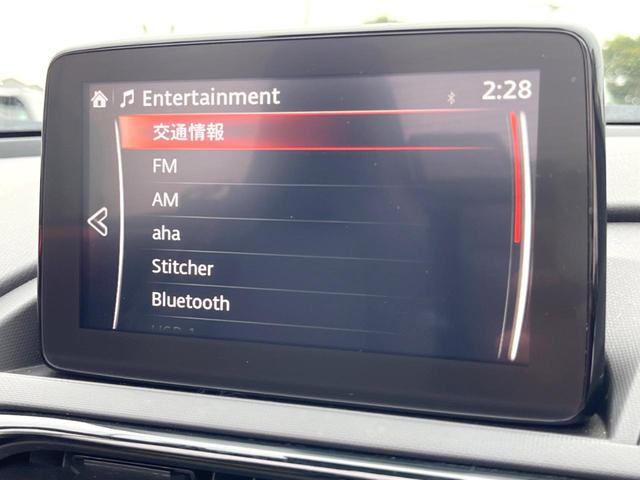 Entertainment
2:28
交通情報
FM
AM
aha
Stitcher
Bluetooth